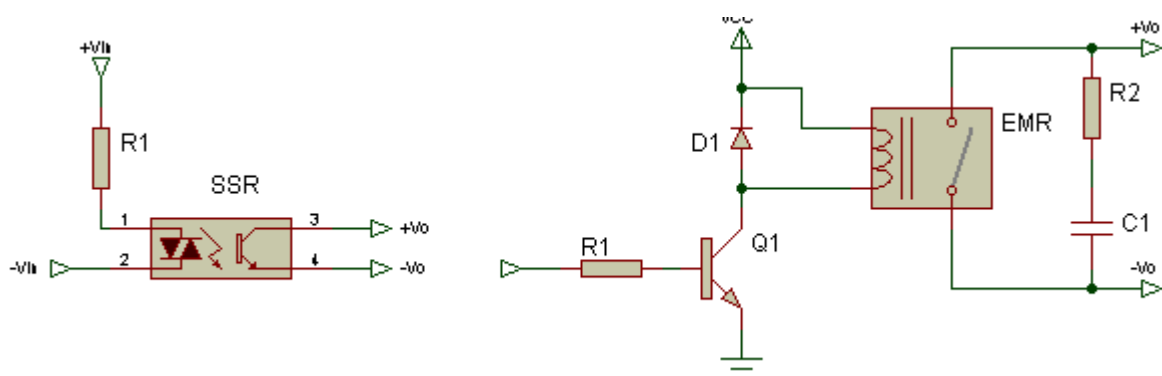 +VIn
R1
SSR
1
3
+Vo
-VIn
2
4
-Vo
VCC
D1
R1
Q1
EMR
+Vo
R2
C1
-Vo